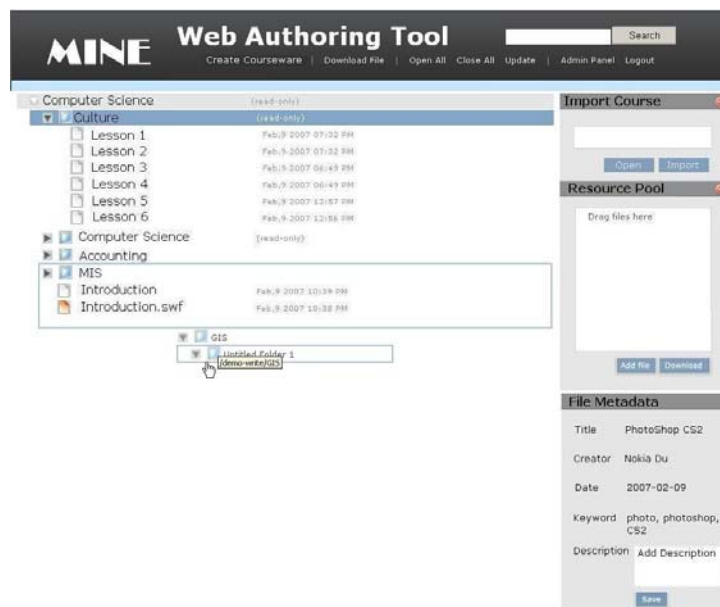 MINE
Web Authoring Tool
Search
Create Courseware | Download File | Open All Close All Update | Admin Panel Logout
Computer Science (read-only)
Culture (read-only)
Lesson 1 Feb,9 2007 07:32 PM
Lesson 2 Feb,9 2007 07:32 PM
Lesson 3 Feb,9 2007 06:49 PM
Lesson 4 Feb,9 2007 06:49 PM
Lesson 5 Feb,9 2007 12:57 PM
Lesson 6 Feb,9 2007 12:56 PM
Computer Science (read-only)
Accounting
MIS
Introduction Feb,9 2007 10:39 PM
Introduction.swf Feb,9 2007 10:38 PM
GIS
Untitled Folder 1
/demo-write/GIS
Import Course
Open Import
Resource Pool
Drag files here
Add file Download
File Metadata
Title PhotoShop CS2
Creator Nokia Du
Date 2007-02-09
Keyword photo, photoshop,
CS2
Description Add Description
Save